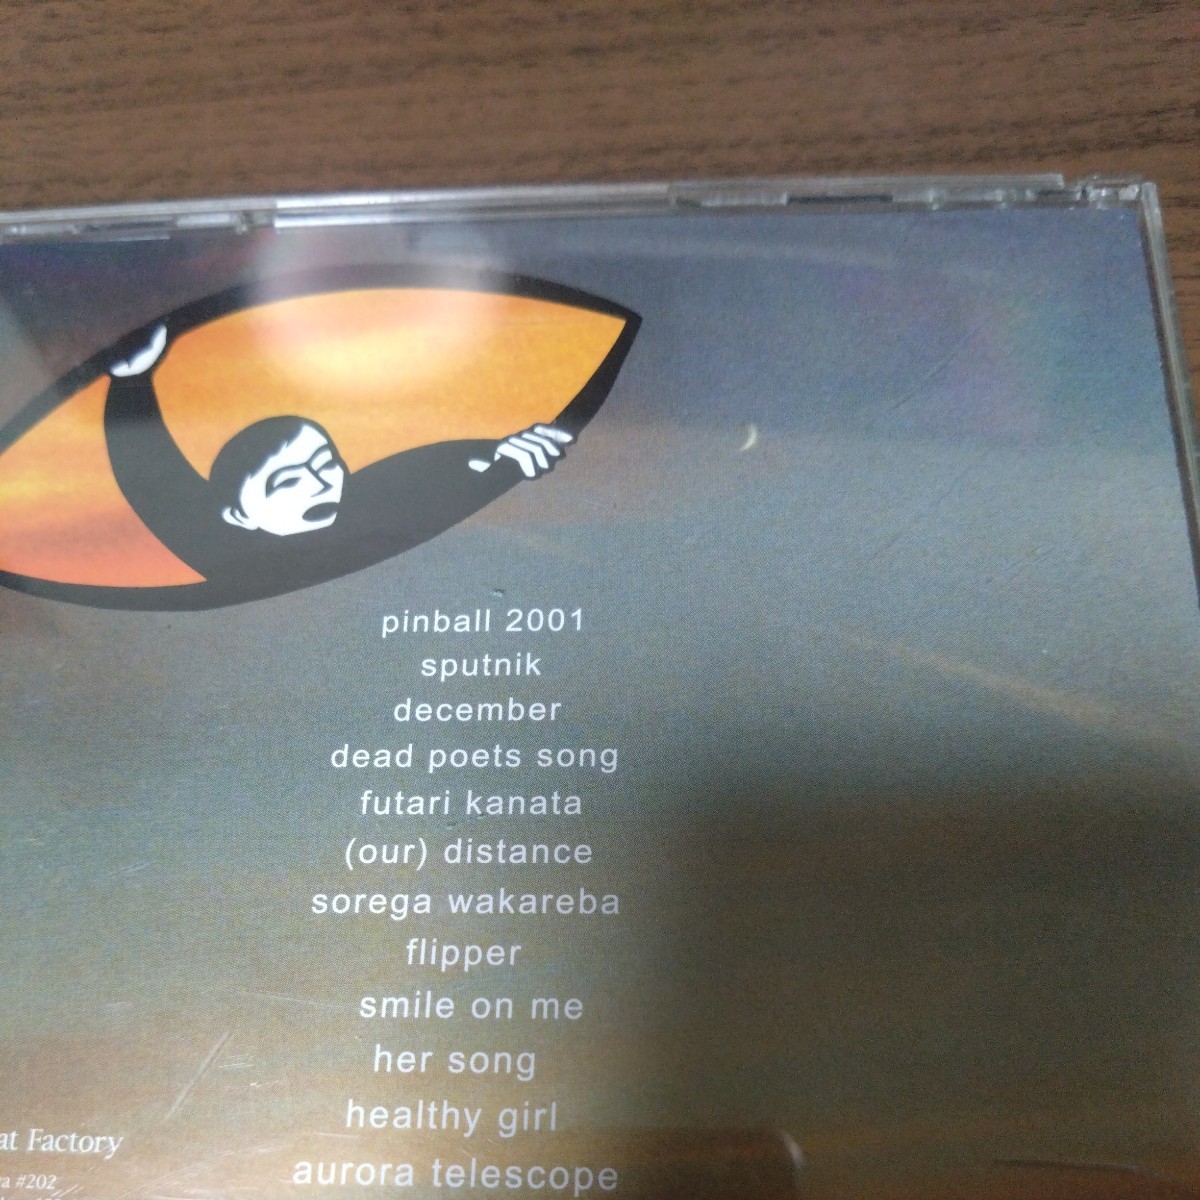 pinball 2001
sputnik
december
dead poets song
futari kanata
(our) distance
sorega wakareba
flipper
smile on me
her song
healthy girl
aurora telescope
at Factory
a #202